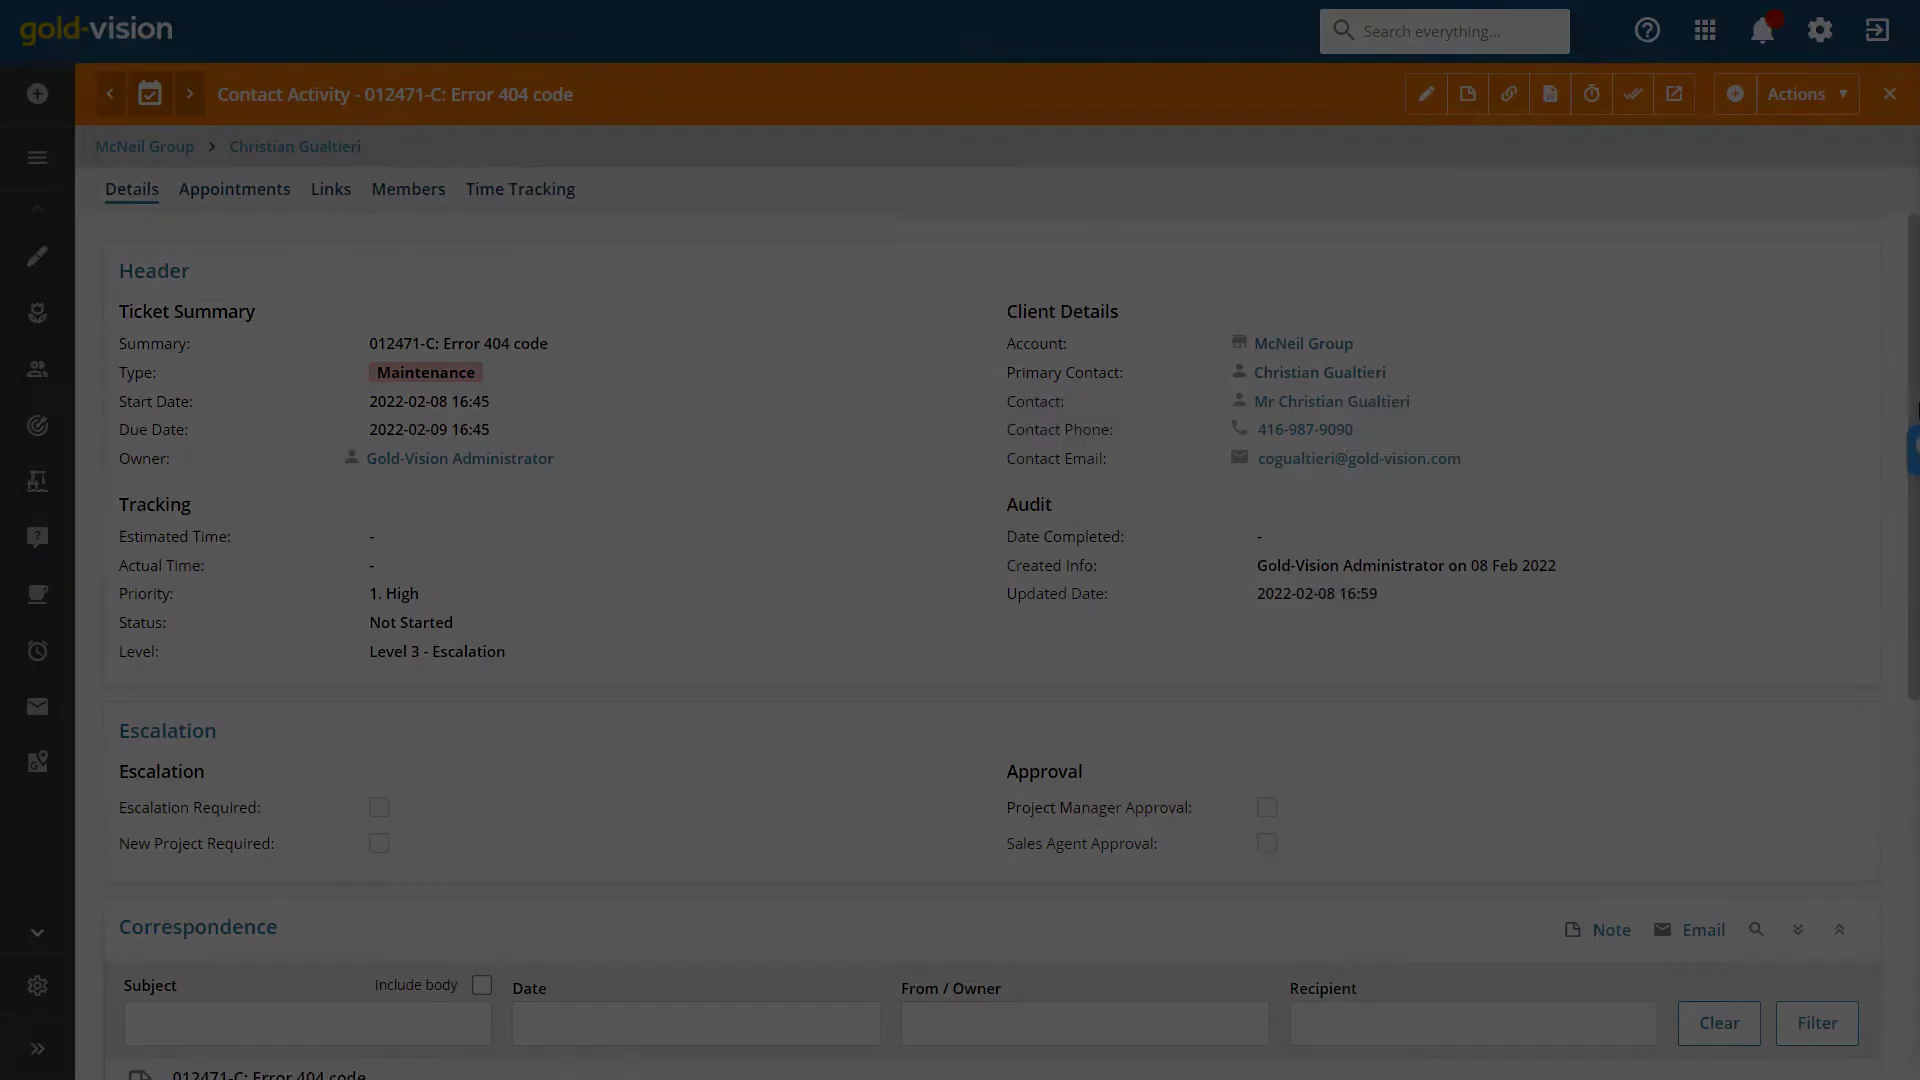 gold-vision
Search everything...
Contact Activity - 012471-C: Error 404 code
Actions
McNeil Group > Christian Gualtieri
Details Appointments Links Members Time Tracking
Header
Ticket Summary
Summary: 012471-C: Error 404 code
Type: Maintenance
Start Date: 2022-02-08 16:45
Due Date: 2022-02-09 16:45
Owner: Gold-Vision Administrator
Client Details
Account: McNeil Group
Primary Contact: Christian Gualtieri
Contact: Mr Christian Gualtieri
Contact Phone: 416-987-9090
Contact Email: cogualtieri@gold-vision.com
Tracking
Estimated Time: -
Actual Time: -
Priority: 1. High
Status: Not Started
Level: Level 3 - Escalation
Audit
Date Completed: -
Created Info: Gold-Vision Administrator on 08 Feb 2022
Updated Date: 2022-02-08 16:59
Escalation
Escalation
Escalation Required:
New Project Required:
Approval
Project Manager Approval:
Sales Agent Approval:
Correspondence
Note Email
Subject Include body Date From / Owner Recipient
Clear Filter
012471-C: Error 404 code